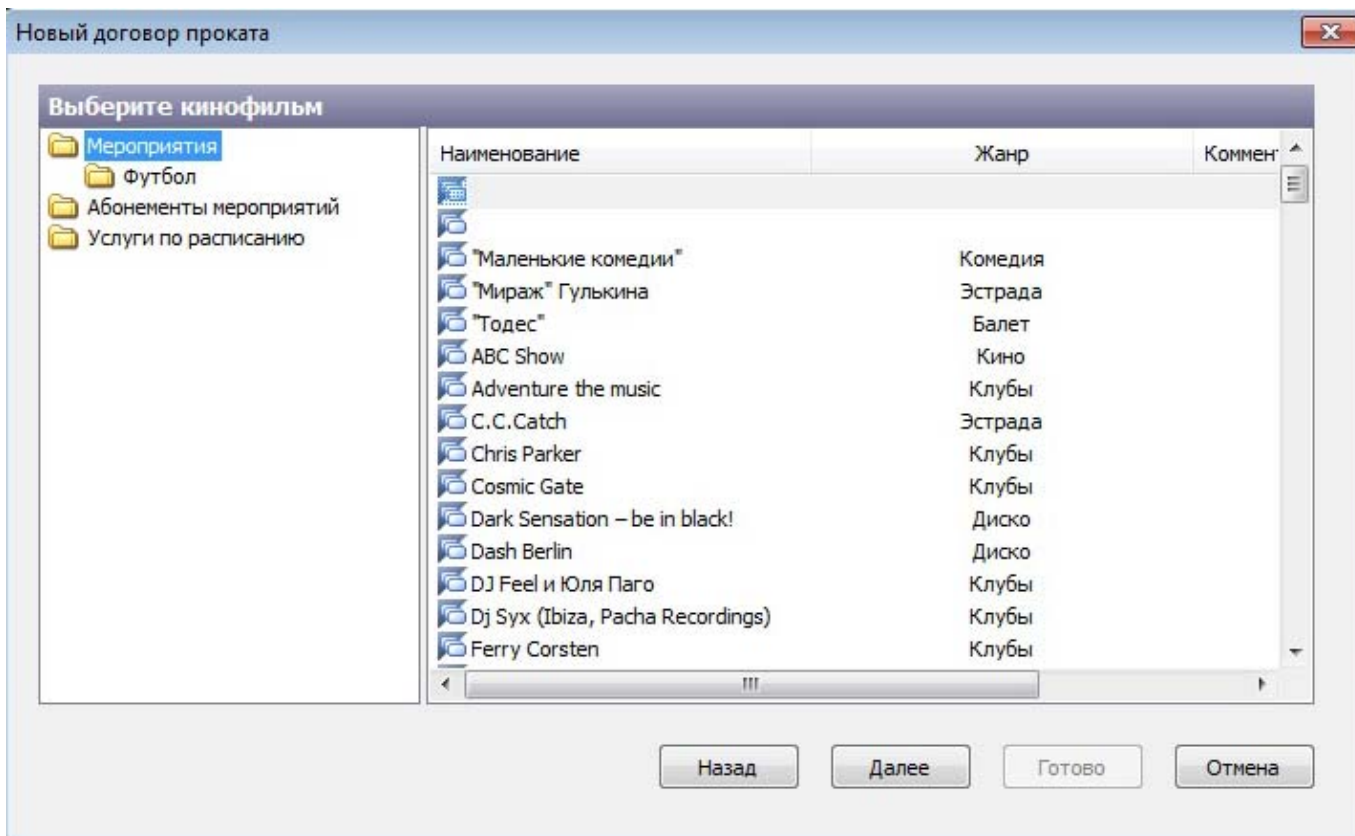 Новый договор проката
Выберите кинофильм
Мероприятия
Футбол
Абонементы мероприятий
Услуги по расписанию
Наименование Жанр Коммент
"Маленькие комедии" Комедия
"Мираж" Гулькина Эстрада
"Тодес" Балет
ABC Show Кино
Adventure the music Клубы
C.C.Catch Эстрада
Chris Parker Клубы
Cosmic Gate Клубы
Dark Sensation – be in black! Диско
Dash Berlin Диско
DJ Feel и Юля Паго Клубы
Dj Syx (Ibiza, Pacha Recordings) Клубы
Ferry Corsten Клубы
Назад Далее Готово Отмена